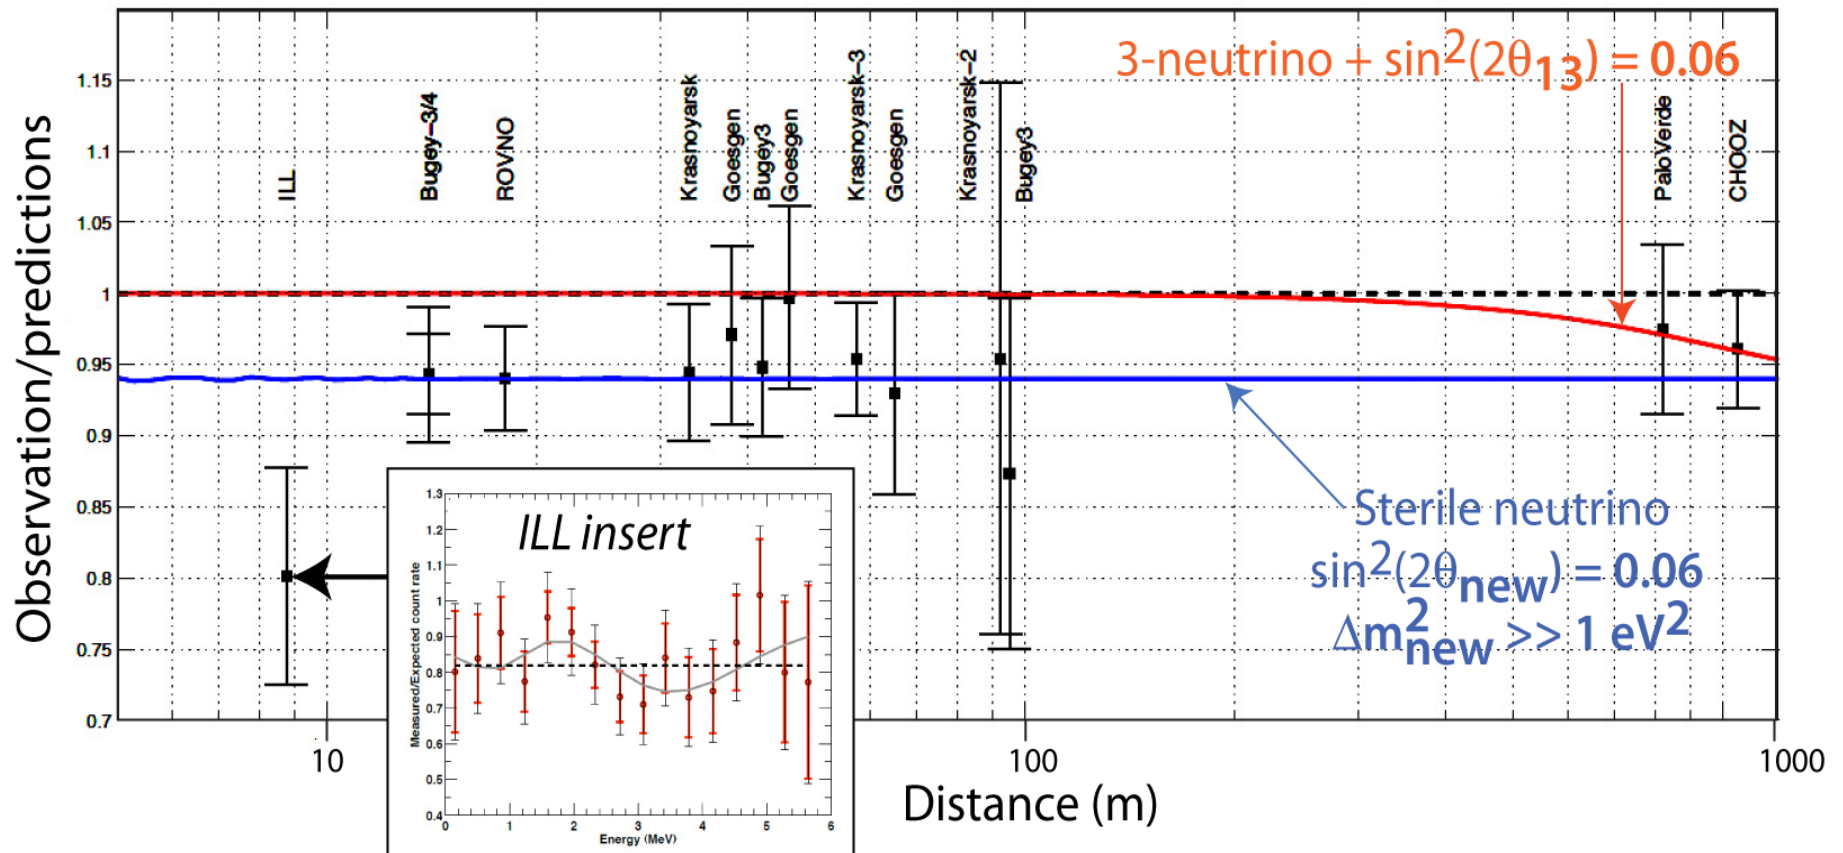 3-neutrino + sin²(2θ₁₃) = 0.06
Observation/predictions
1.15
1.1
1.05
1
0.95
0.9
0.85
0.8
0.75
0.7
ILL
Bugey-3/4
ROVNO
Krasnoyarsk
Goesgen
Bugey3
Goesgen
Krasnoyarsk-3
Goesgen
Krasnoyarsk-2
Bugey3
PaloVerde
CHOOZ
Sterile neutrino
sin²(2θnew) = 0.06
Δm²new >> 1 eV²
ILL insert
Measured/Expected count rate
1.3
1.2
1.1
1
0.9
0.8
0.7
0.6
0.5
0.4
0 1 2 3 4 5 6
Energy (MeV)
10 100 1000
Distance (m)